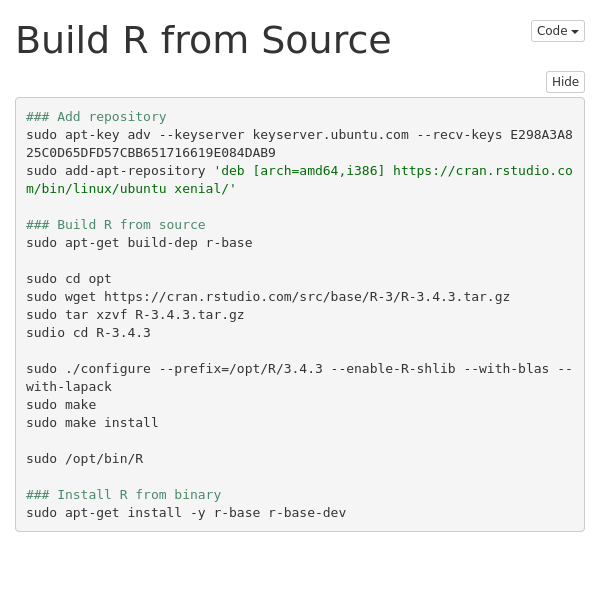 Build R from Source
Code
Hide
### Add repository
sudo apt-key adv --keyserver keyserver.ubuntu.com --recv-keys E298A3A8
25C0D65DFD57CBB651716619E084DAB9
sudo add-apt-repository 'deb [arch=amd64,i386] https://cran.rstudio.co
m/bin/linux/ubuntu xenial/'
### Build R from source
sudo apt-get build-dep r-base
sudo cd opt
sudo wget https://cran.rstudio.com/src/base/R-3/R-3.4.3.tar.gz
sudo tar xzvf R-3.4.3.tar.gz
sudio cd R-3.4.3
sudo ./configure --prefix=/opt/R/3.4.3 --enable-R-shlib --with-blas --
with-lapack
sudo make
sudo make install
sudo /opt/bin/R
### Install R from binary
sudo apt-get install -y r-base r-base-dev